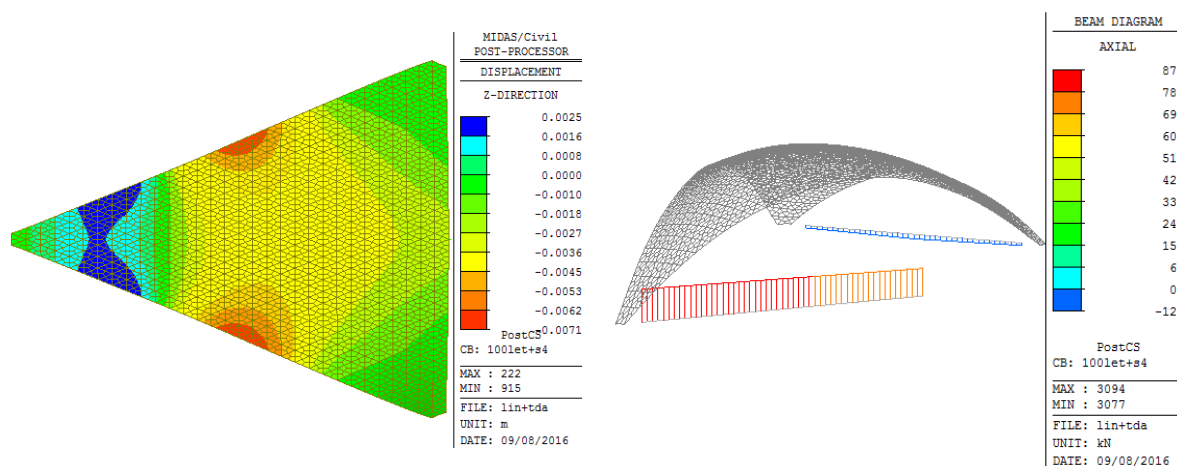 MIDAS/Civil
POST-PROCESSOR
DISPLACEMENT
Z-DIRECTION
0.0025
0.0016
0.0008
0.0000
-0.0010
-0.0018
-0.0027
-0.0036
-0.0045
-0.0053
-0.0062
-0.0071
PostCS
CB: 100let+s4
MAX : 222
MIN : 915
FILE: lin+tda
UNIT: m
DATE: 09/08/2016
BEAM DIAGRAM
AXIAL
87
78
69
60
51
42
33
24
15
6
0
-12
PostCS
CB: 100let+s4
MAX : 3094
MIN : 3077
FILE: lin+tda
UNIT: kN
DATE: 09/08/2016